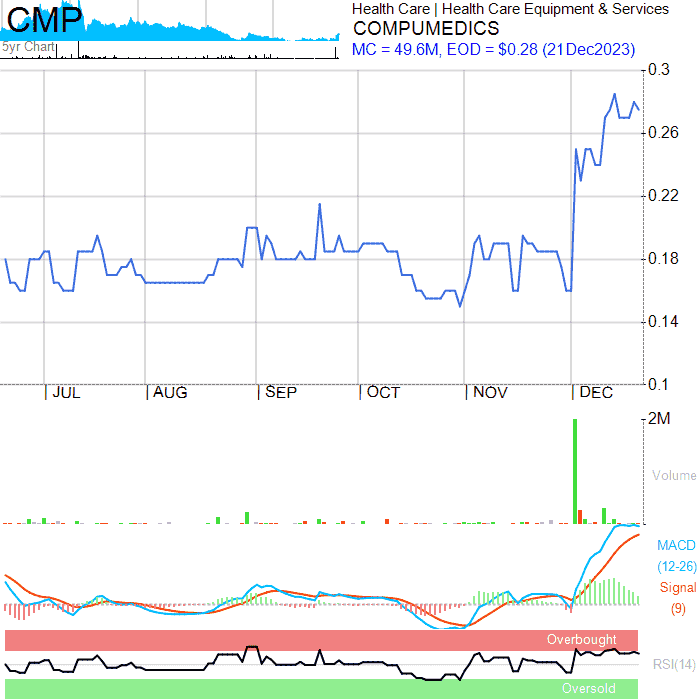 CMP
5yr Chart
Health Care | Health Care Equipment & Services
COMPUMEDICS
MC = 49.6M, EOD = $0.28 (21Dec2023)
0.3
0.26
0.22
0.18
0.14
0.1
JUL
AUG
SEP
OCT
NOV
DEC
2M
Volume
MACD
(12-26)
Signal
(9)
Overbought
RSI(14)
Oversold